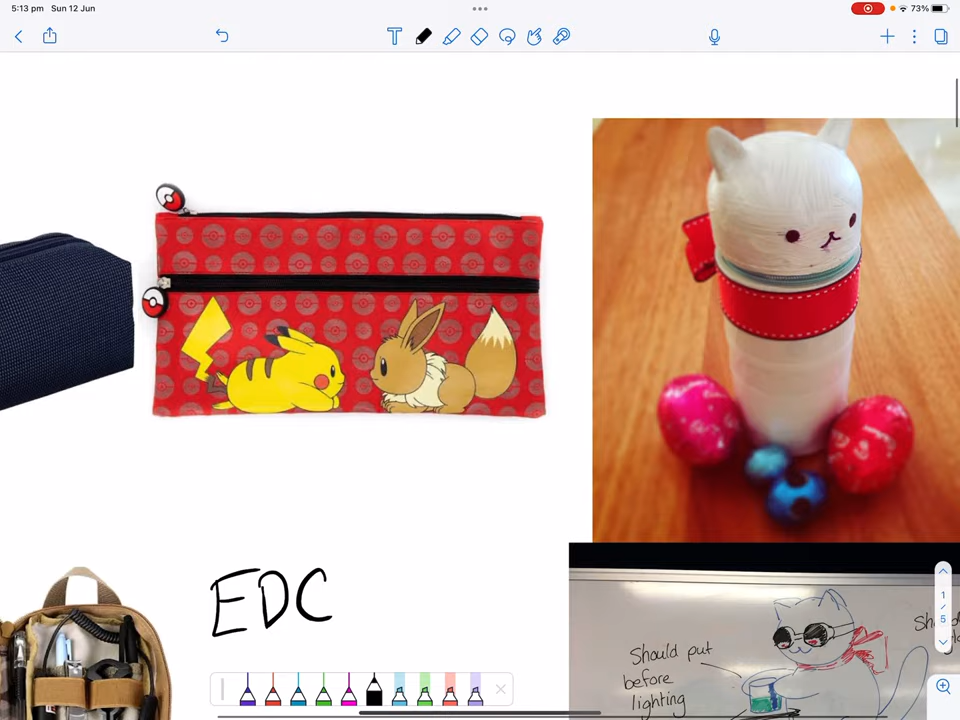 5:13 pm Sun 12 Jun
73%
T
EDC
1
/
5
Should put
before
lighting